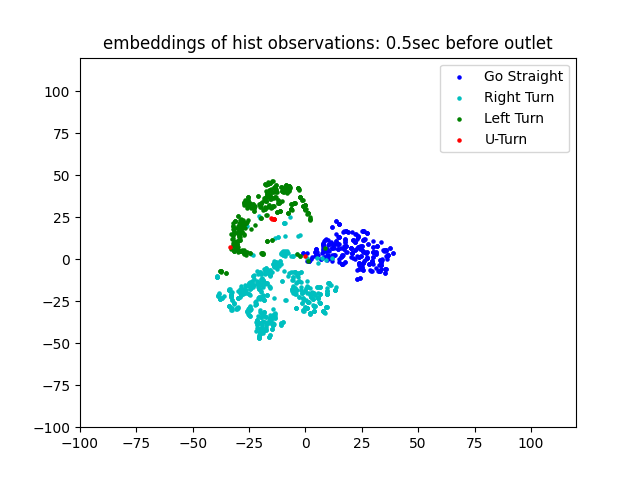 embeddings of hist observations: 0.5sec before outlet
Go Straight
Right Turn
Left Turn
U-Turn
100
75
50
25
0
−25
−50
−75
−100
−100 −75 −50 −25 0 25 50 75 100